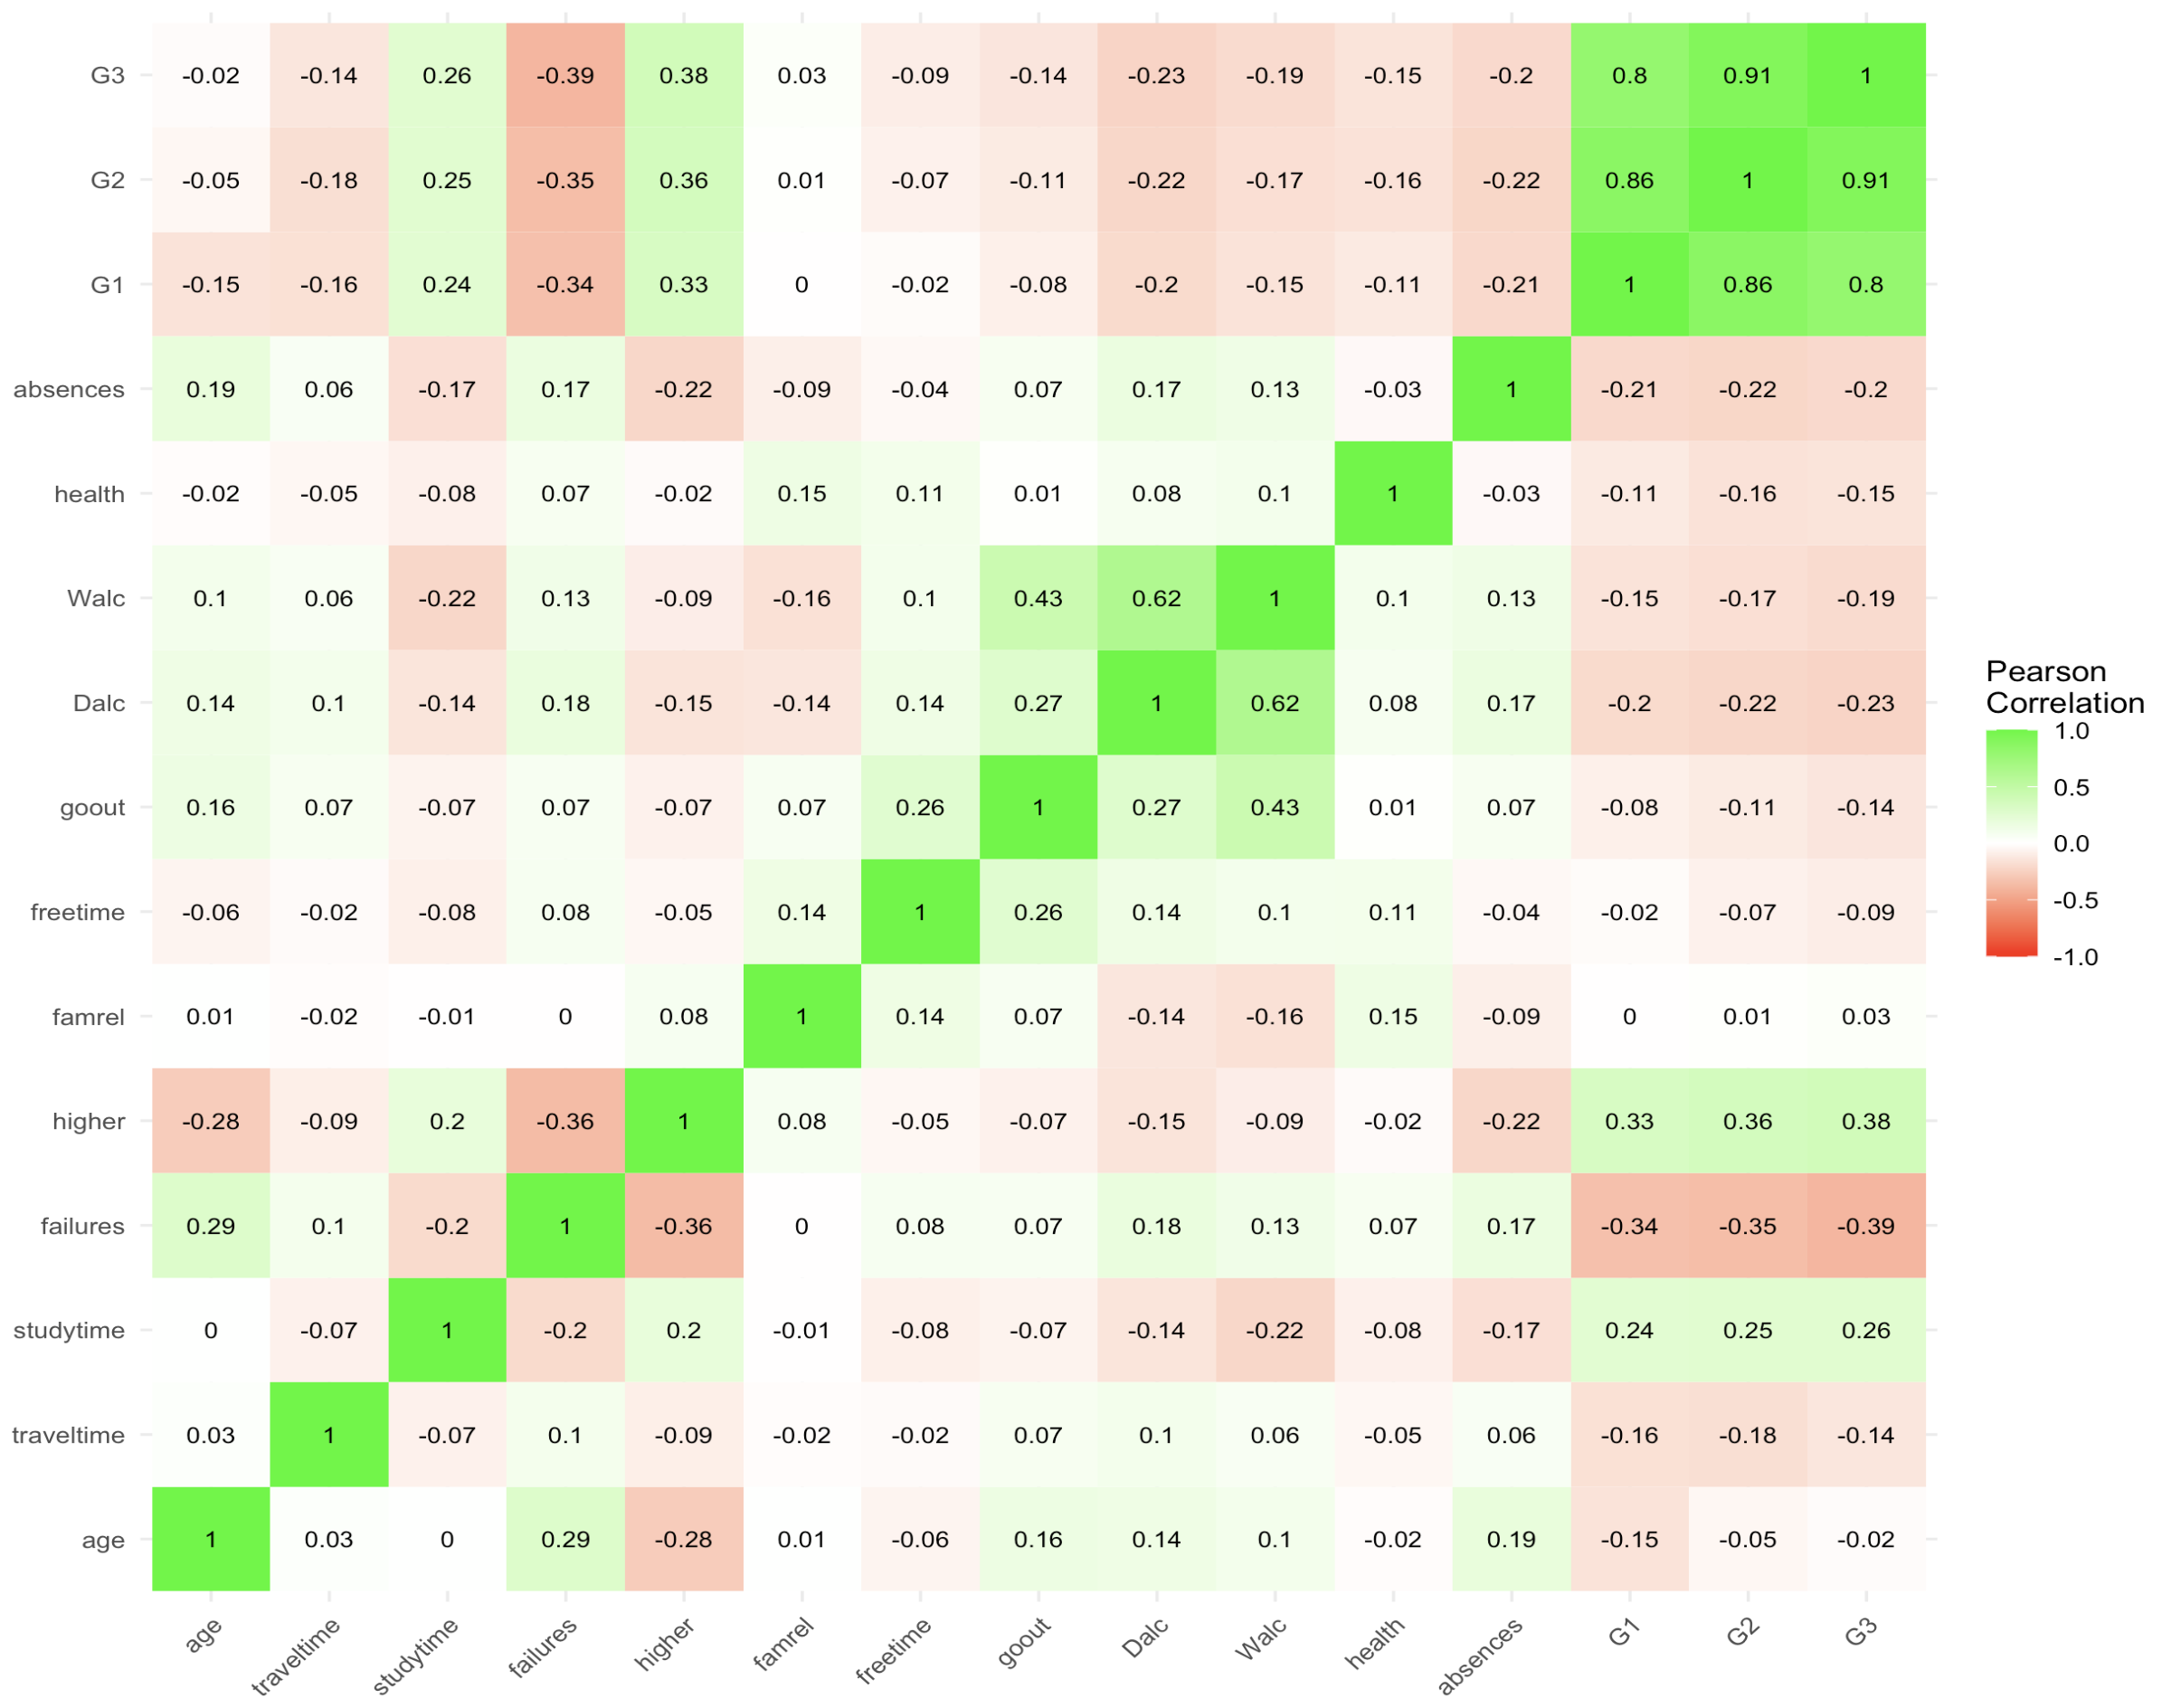 G3 -0.02 -0.14 0.26 -0.39 0.38 0.03 -0.09 -0.14 -0.23 -0.19 -0.15 -0.2 0.8 0.91 1
G2 -0.05 -0.18 0.25 -0.35 0.36 0.01 -0.07 -0.11 -0.22 -0.17 -0.16 -0.22 0.86 1 0.91
G1 -0.15 -0.16 0.24 -0.34 0.33 0 -0.02 -0.08 -0.2 -0.15 -0.11 -0.21 1 0.86 0.8
absences 0.19 0.06 -0.17 0.17 -0.22 -0.09 -0.04 0.07 0.17 0.13 -0.03 1 -0.21 -0.22 -0.2
health -0.02 -0.05 -0.08 0.07 -0.02 0.15 0.11 0.01 0.08 0.1 1 -0.03 -0.11 -0.16 -0.15
Walc 0.1 0.06 -0.22 0.13 -0.09 -0.16 0.1 0.43 0.62 1 0.1 0.13 -0.15 -0.17 -0.19
Dalc 0.14 0.1 -0.14 0.18 -0.15 -0.14 0.14 0.27 1 0.62 0.08 0.17 -0.2 -0.22 -0.23
goout 0.16 0.07 -0.07 0.07 -0.07 0.07 0.26 1 0.27 0.43 0.01 0.07 -0.08 -0.11 -0.14
freetime -0.06 -0.02 -0.08 0.08 -0.05 0.14 1 0.26 0.14 0.1 0.11 -0.04 -0.02 -0.07 -0.09
famrel 0.01 -0.02 -0.01 0 0.08 1 0.14 0.07 -0.14 -0.16 0.15 -0.09 0 0.01 0.03
higher -0.28 -0.09 0.2 -0.36 1 0.08 -0.05 -0.07 -0.15 -0.09 -0.02 -0.22 0.33 0.36 0.38
failures 0.29 0.1 -0.2 1 -0.36 0 0.08 0.07 0.18 0.13 0.07 0.17 -0.34 -0.35 -0.39
studytime 0 -0.07 1 -0.2 0.2 -0.01 -0.08 -0.07 -0.14 -0.22 -0.08 -0.17 0.24 0.25 0.26
traveltime 0.03 1 -0.07 0.1 -0.09 -0.02 -0.02 0.07 0.1 0.06 -0.05 0.06 -0.16 -0.18 -0.14
age 1 0.03 0 0.29 -0.28 0.01 -0.06 0.16 0.14 0.1 -0.02 0.19 -0.15 -0.05 -0.02
age traveltime studytime failures higher famrel freetime goout Dalc Walc health absences G1 G2 G3
Pearson
Correlation
1.0
0.5
0.0
-0.5
-1.0